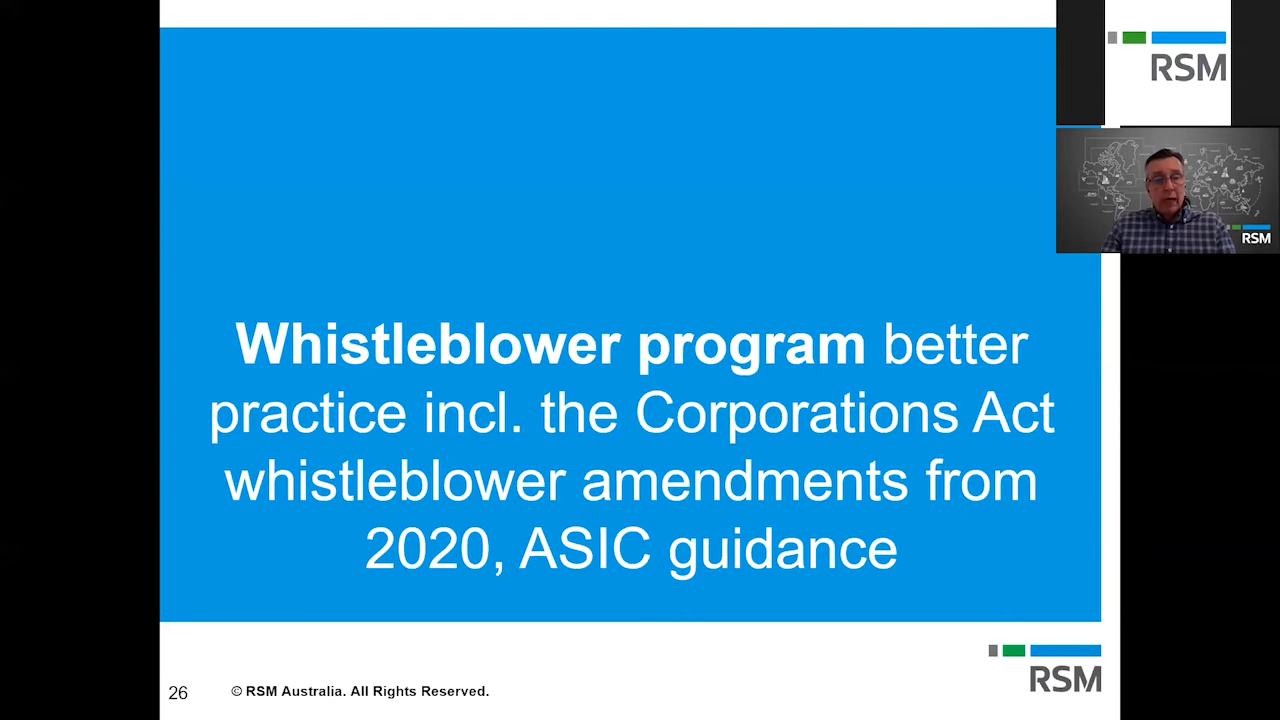 RSM
RSM
Whistleblower program better
practice incl. the Corporations Act
whistleblower amendments from
2020, ASIC guidance
RSM
26
© RSM Australia. All Rights Reserved.